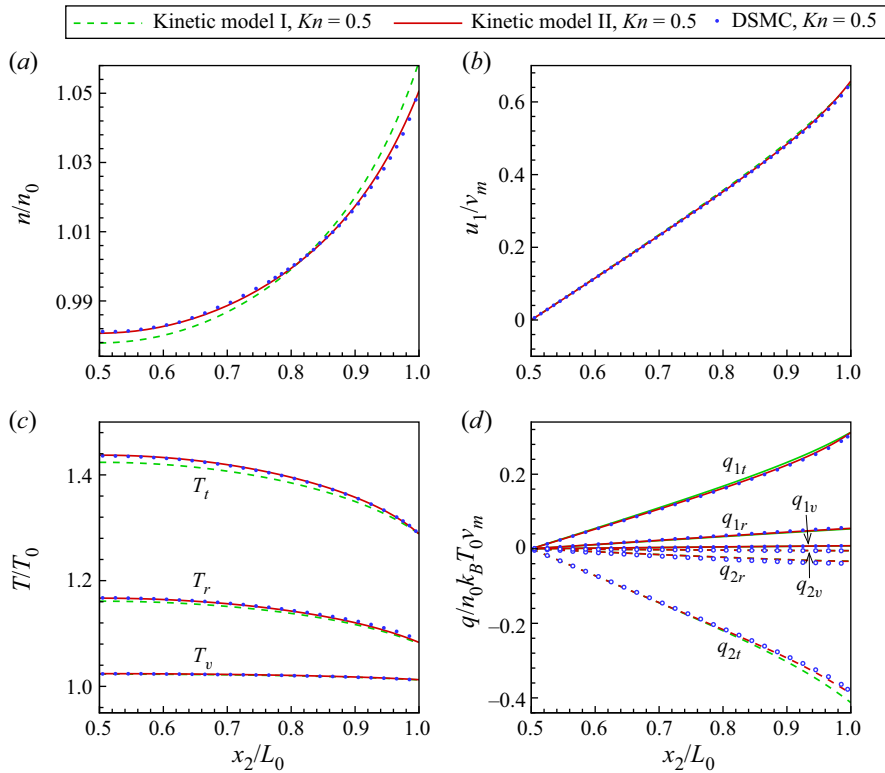 Kinetic model I, Kn = 0.5 Kinetic model II, Kn = 0.5 DSMC, Kn = 0.5
(a) (b)
1.05
1.03
1.01
0.99
n/n0
0.5 0.6 0.7 0.8 0.9 1.0
0.6
0.4
0.2
0
u1/vm
0.5 0.6 0.7 0.8 0.9 1.0
(c) (d)
1.4
1.2
1.0
T/T0
Tt
Tr
Tv
0.5 0.6 0.7 0.8 0.9 1.0
x2/L0
0.2
0
−0.2
−0.4
q/n0kBT0vm
q1t
q1v
q1r
q2r
q2v
q2t
0.5 0.6 0.7 0.8 0.9 1.0
x2/L0